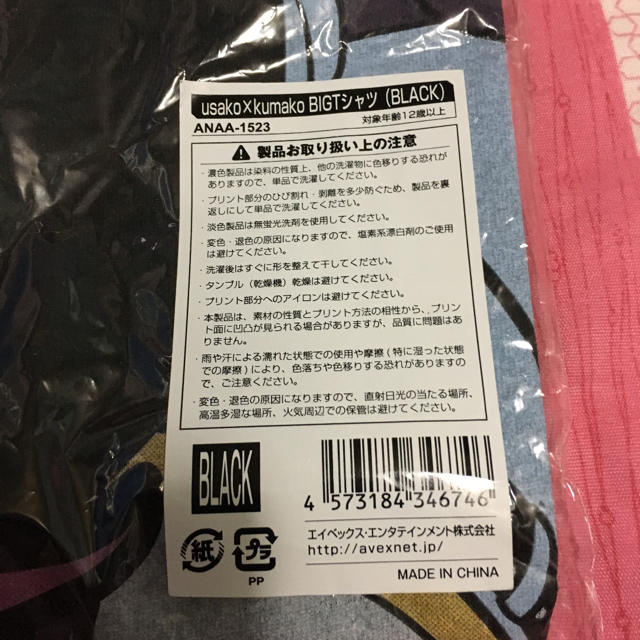 usako×kumako BIGTシャツ（BLACK）
ANAA-1523
対象年齢12歳以上
製品お取り扱い上の注意
・濃色製品は染料の性質上、他の洗濯物に色移りする恐れが
ありますので、単品で洗濯してください。
・プリント部分のひび割れ・剥離を多少防ぐため、製品を裏
返しにして単品で洗濯してください。
・淡色製品は無蛍光洗剤を使用してください。
・変色・退色の原因になりますので、塩素系漂白剤のご使用
は避けてください。
・洗濯後はすぐに形を整えて干してください。
・タンブル（乾燥機）乾燥は避けてください。
・プリント部分へのアイロンは避けてください。
・本製品は、素材の性質とプリント方法の相性から、プリント
面に凹凸が見られる場合がありますが、品質に問題はあ
りません。
・雨や汗による濡れた状態での使用や摩擦（特に湿った状態
での摩擦）により、色落ちや色移りする恐れがありますの
で、ご注意ください。
・変色・退色の原因になりますので、直射日光の当たる場所、
高温多湿な場所、火気周辺での保管は避けてください。
BLACK
4 573184 346746
紙
プラ
PP
エイベックス・エンタテインメント株式会社
http://avexnet.jp/
MADE IN CHINA